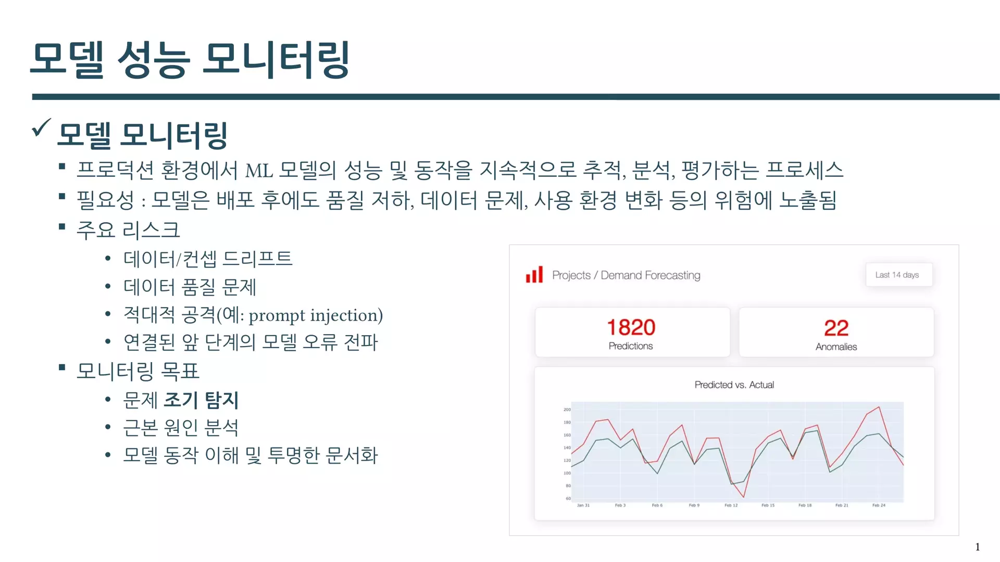 모델 성능 모니터링
✓ 모델 모니터링
▪ 프로덕션 환경에서 ML 모델의 성능 및 동작을 지속적으로 추적, 분석, 평가하는 프로세스
▪ 필요성 : 모델은 배포 후에도 품질 저하, 데이터 문제, 사용 환경 변화 등의 위험에 노출됨
▪ 주요 리스크
• 데이터/컨셉 드리프트
• 데이터 품질 문제
• 적대적 공격(예: prompt injection)
• 연결된 앞 단계의 모델 오류 전파
▪ 모니터링 목표
• 문제 조기 탐지
• 근본 원인 분석
• 모델 동작 이해 및 투명한 문서화
Projects / Demand Forecasting
Last 14 days
1820
Predictions
22
Anomalies
Predicted vs. Actual
200
180
160
140
120
100
80
60
Jan 31 Feb 3 Feb 6 Feb 9 Feb 12 Feb 15 Feb 18 Feb 21 Feb 24
1